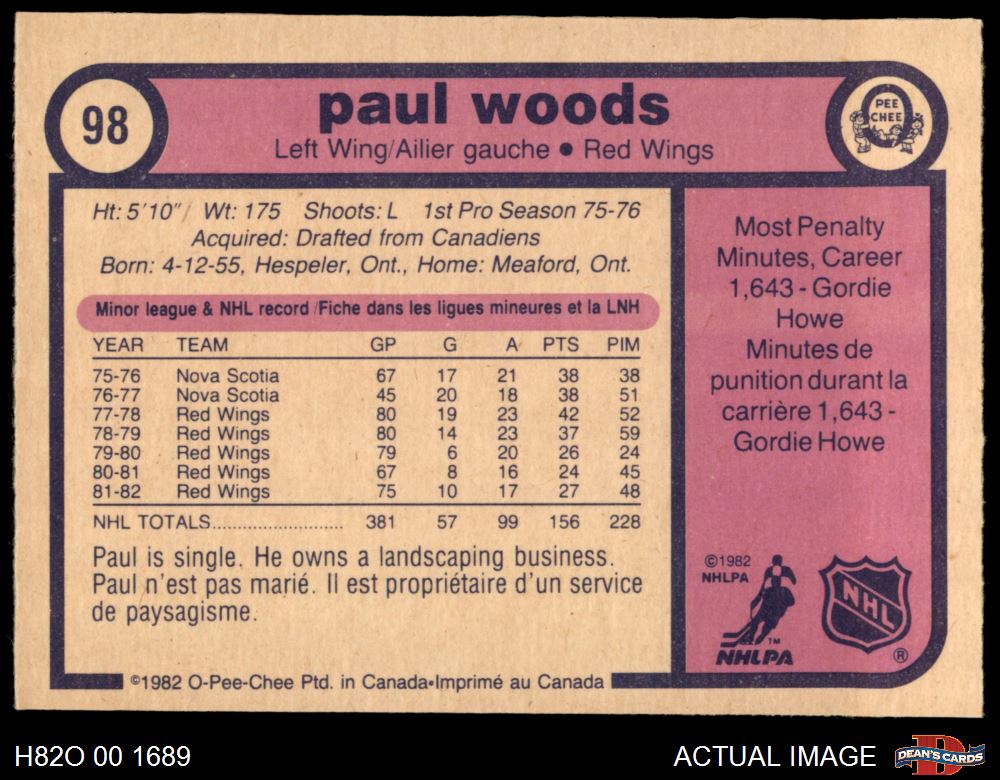 98
paul woods
Left Wing/Ailier gauche • Red Wings
O
PEE
CHEE
Ht: 5'10" / Wt: 175 Shoots: L 1st Pro Season 75-76
Acquired: Drafted from Canadiens
Born: 4-12-55, Hespeler, Ont., Home: Meaford, Ont.
Minor league & NHL record /Fiche dans les ligues mineures et la LNH
YEAR TEAM GP G A PTS PIM
75-76 Nova Scotia 67 17 21 38 38
76-77 Nova Scotia 45 20 18 38 51
77-78 Red Wings 80 19 23 42 52
78-79 Red Wings 80 14 23 37 59
79-80 Red Wings 79 6 20 26 24
80-81 Red Wings 67 8 16 24 45
81-82 Red Wings 75 10 17 27 48
NHL TOTALS.................... 381 57 99 156 228
Paul is single. He owns a landscaping business.
Paul n'est pas marié. Il est propriétaire d'un service
de paysagisme.
©1982 O-Pee-Chee Ptd. in Canada•Imprimé au Canada
Most Penalty
Minutes, Career
1,643 - Gordie
Howe
Minutes de
punition durant la
carrière 1,643 -
Gordie Howe
©1982
NHLPA
TM
NHLPA
NHL
®
H82O 00 1689
ACTUAL IMAGE
D
DEAN'S CARDS